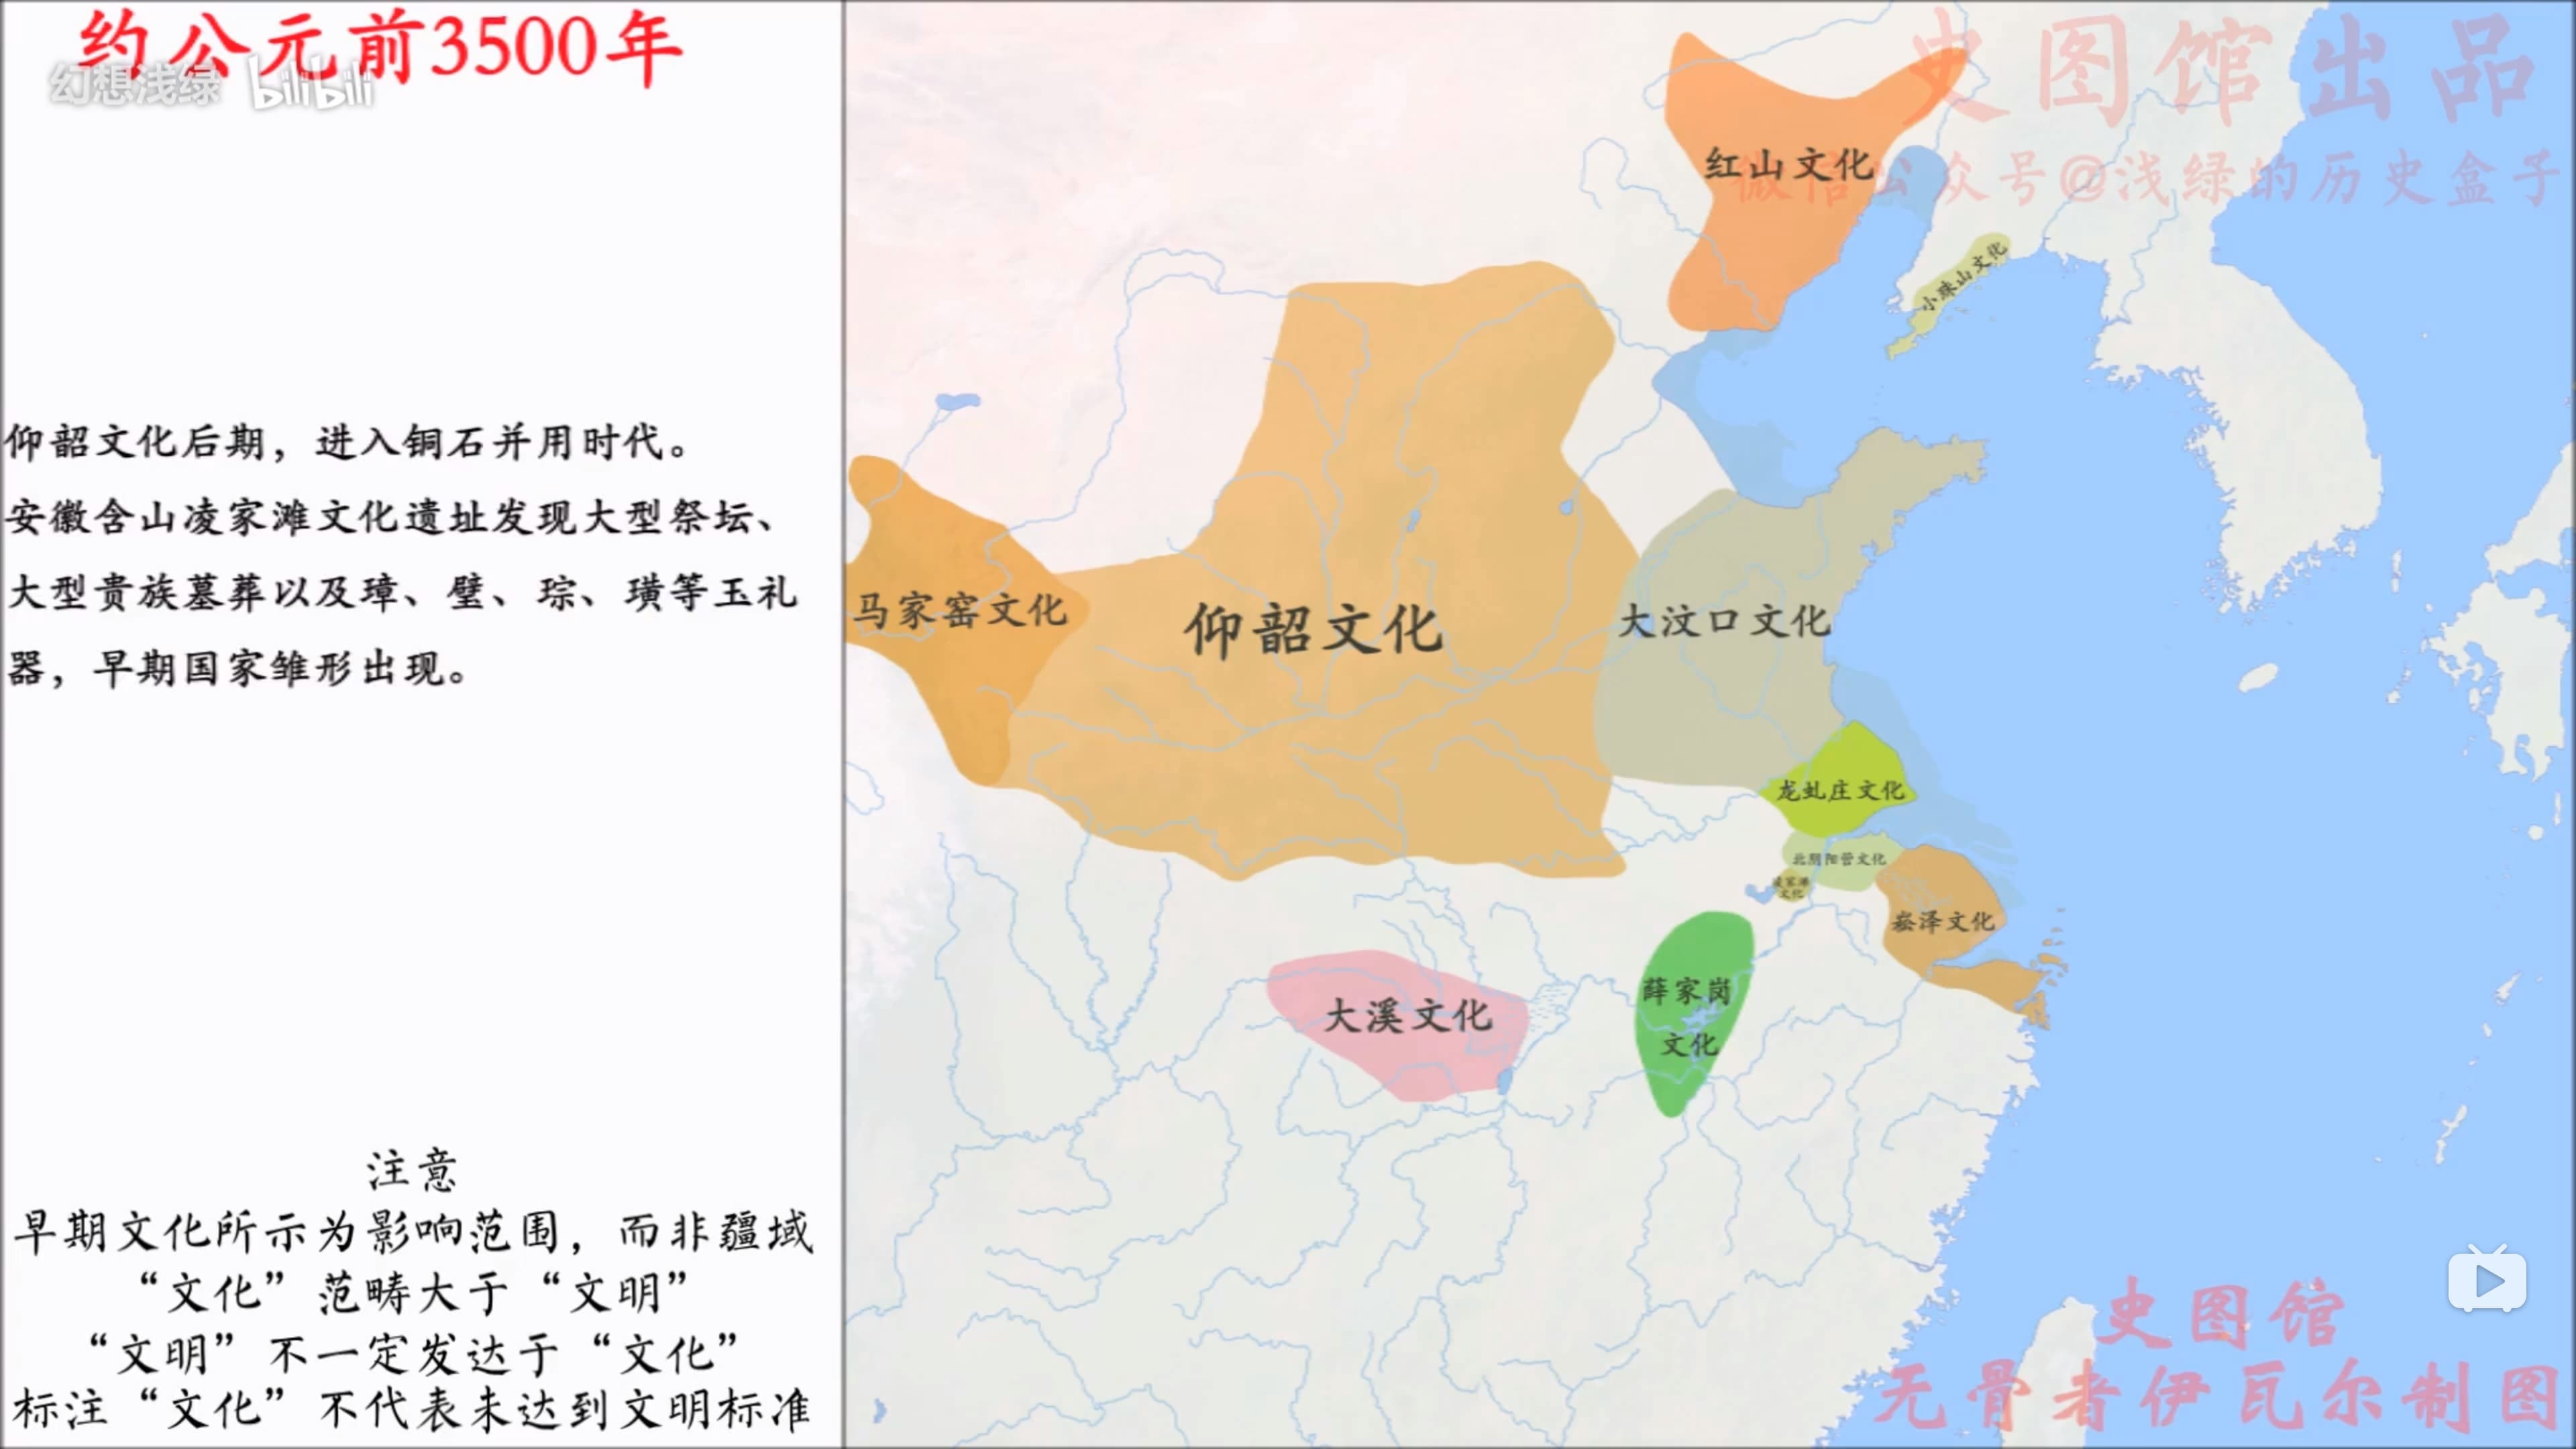 约公元前3500年
幻想浅绿 bilibili
仰韶文化后期，进入铜石并用时代。
安徽含山凌家滩文化遗址发现大型祭坛、
大型贵族墓葬以及璋、壁、琮、璜等玉礼
器，早期国家雏形出现。
注意
早期文化所示为影响范围，而非疆域
“文化”范畴大于“文明”
“文明”不一定发达于“文化”
标注“文化”不代表未达到文明标准
史图馆出品
微信公众号@浅绿的历史盒子
红山文化
小珠山文化
马家窑文化
仰韶文化
大汶口文化
龙虬庄文化
北阴阳营文化
凌家滩
文化
崧泽文化
薛家岗
文化
大溪文化
史图馆
无骨者伊瓦尔制图